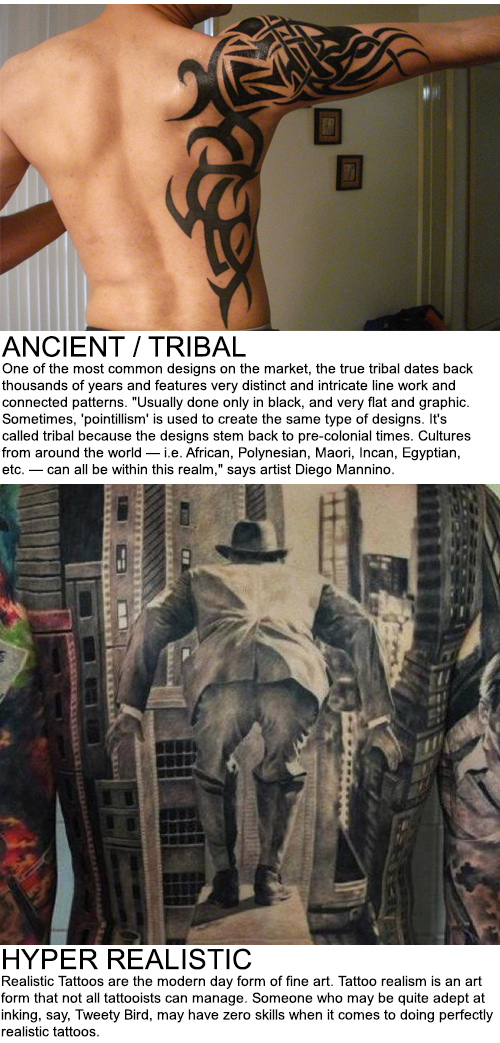 ANCIENT / TRIBAL
One of the most common designs on the market, the true tribal dates back
thousands of years and features very distinct and intricate line work and
connected patterns. "Usually done only in black, and very flat and graphic.
Sometimes, 'pointillism' is used to create the same type of designs. It's
called tribal because the designs stem back to pre-colonial times. Cultures
from around the world — i.e. African, Polynesian, Maori, Incan, Egyptian,
etc. — can all be within this realm," says artist Diego Mannino.
HYPER REALISTIC
Realistic Tattoos are the modern day form of fine art. Tattoo realism is an art
form that not all tattooists can manage. Someone who may be quite adept at
inking, say, Tweety Bird, may have zero skills when it comes to doing perfectly
realistic tattoos.